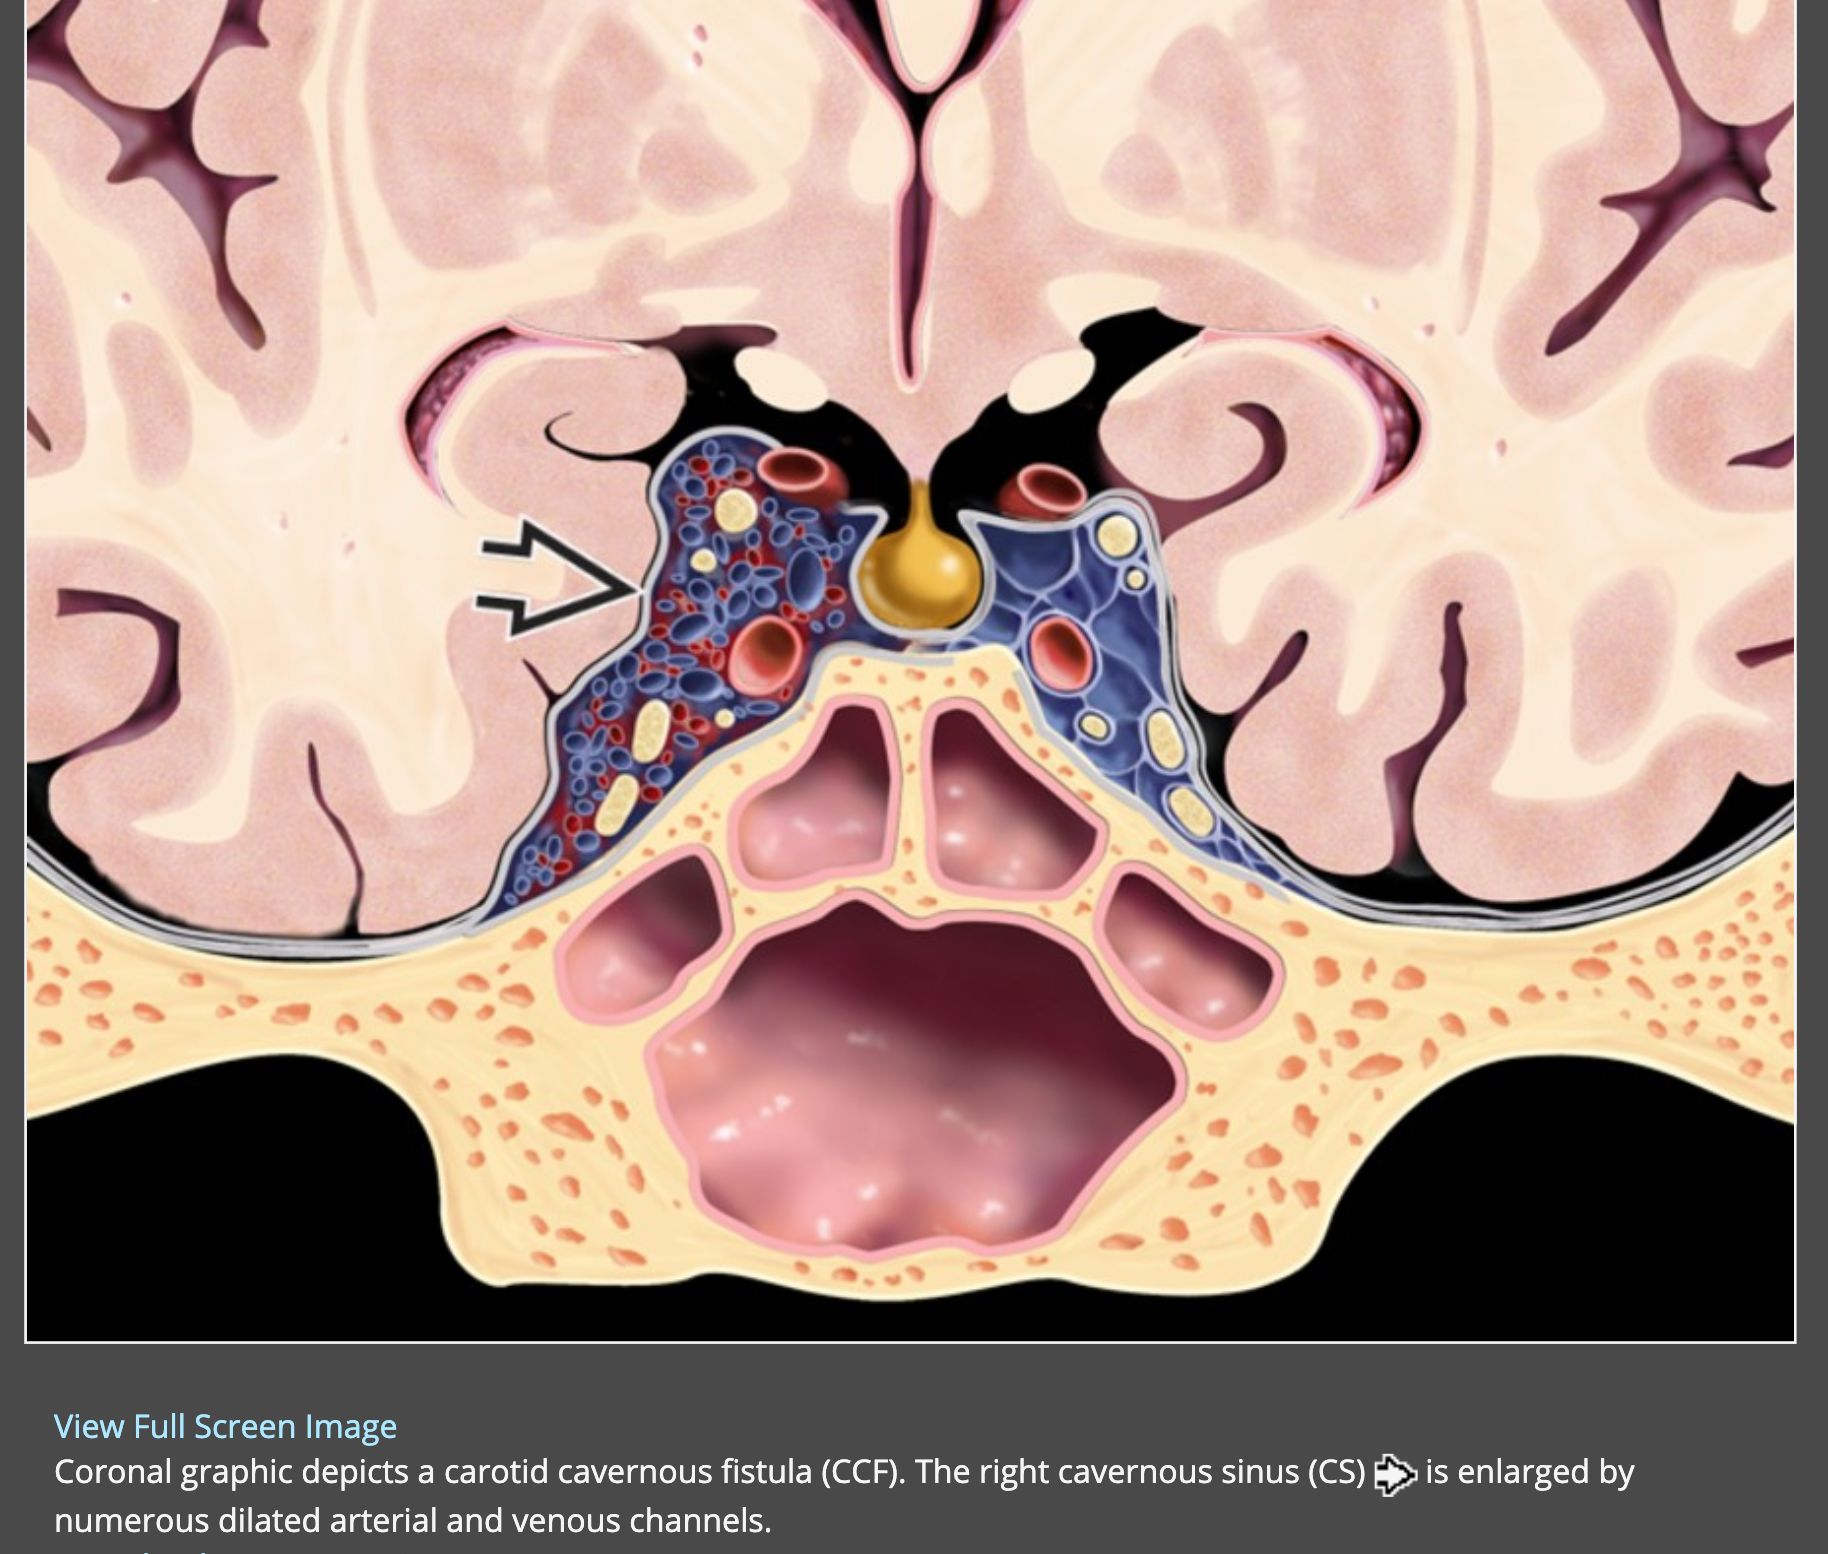 View Full Screen Image
Coronal graphic depicts a carotid cavernous fistula (CCF). The right cavernous sinus (CS) is enlarged by
numerous dilated arterial and venous channels.